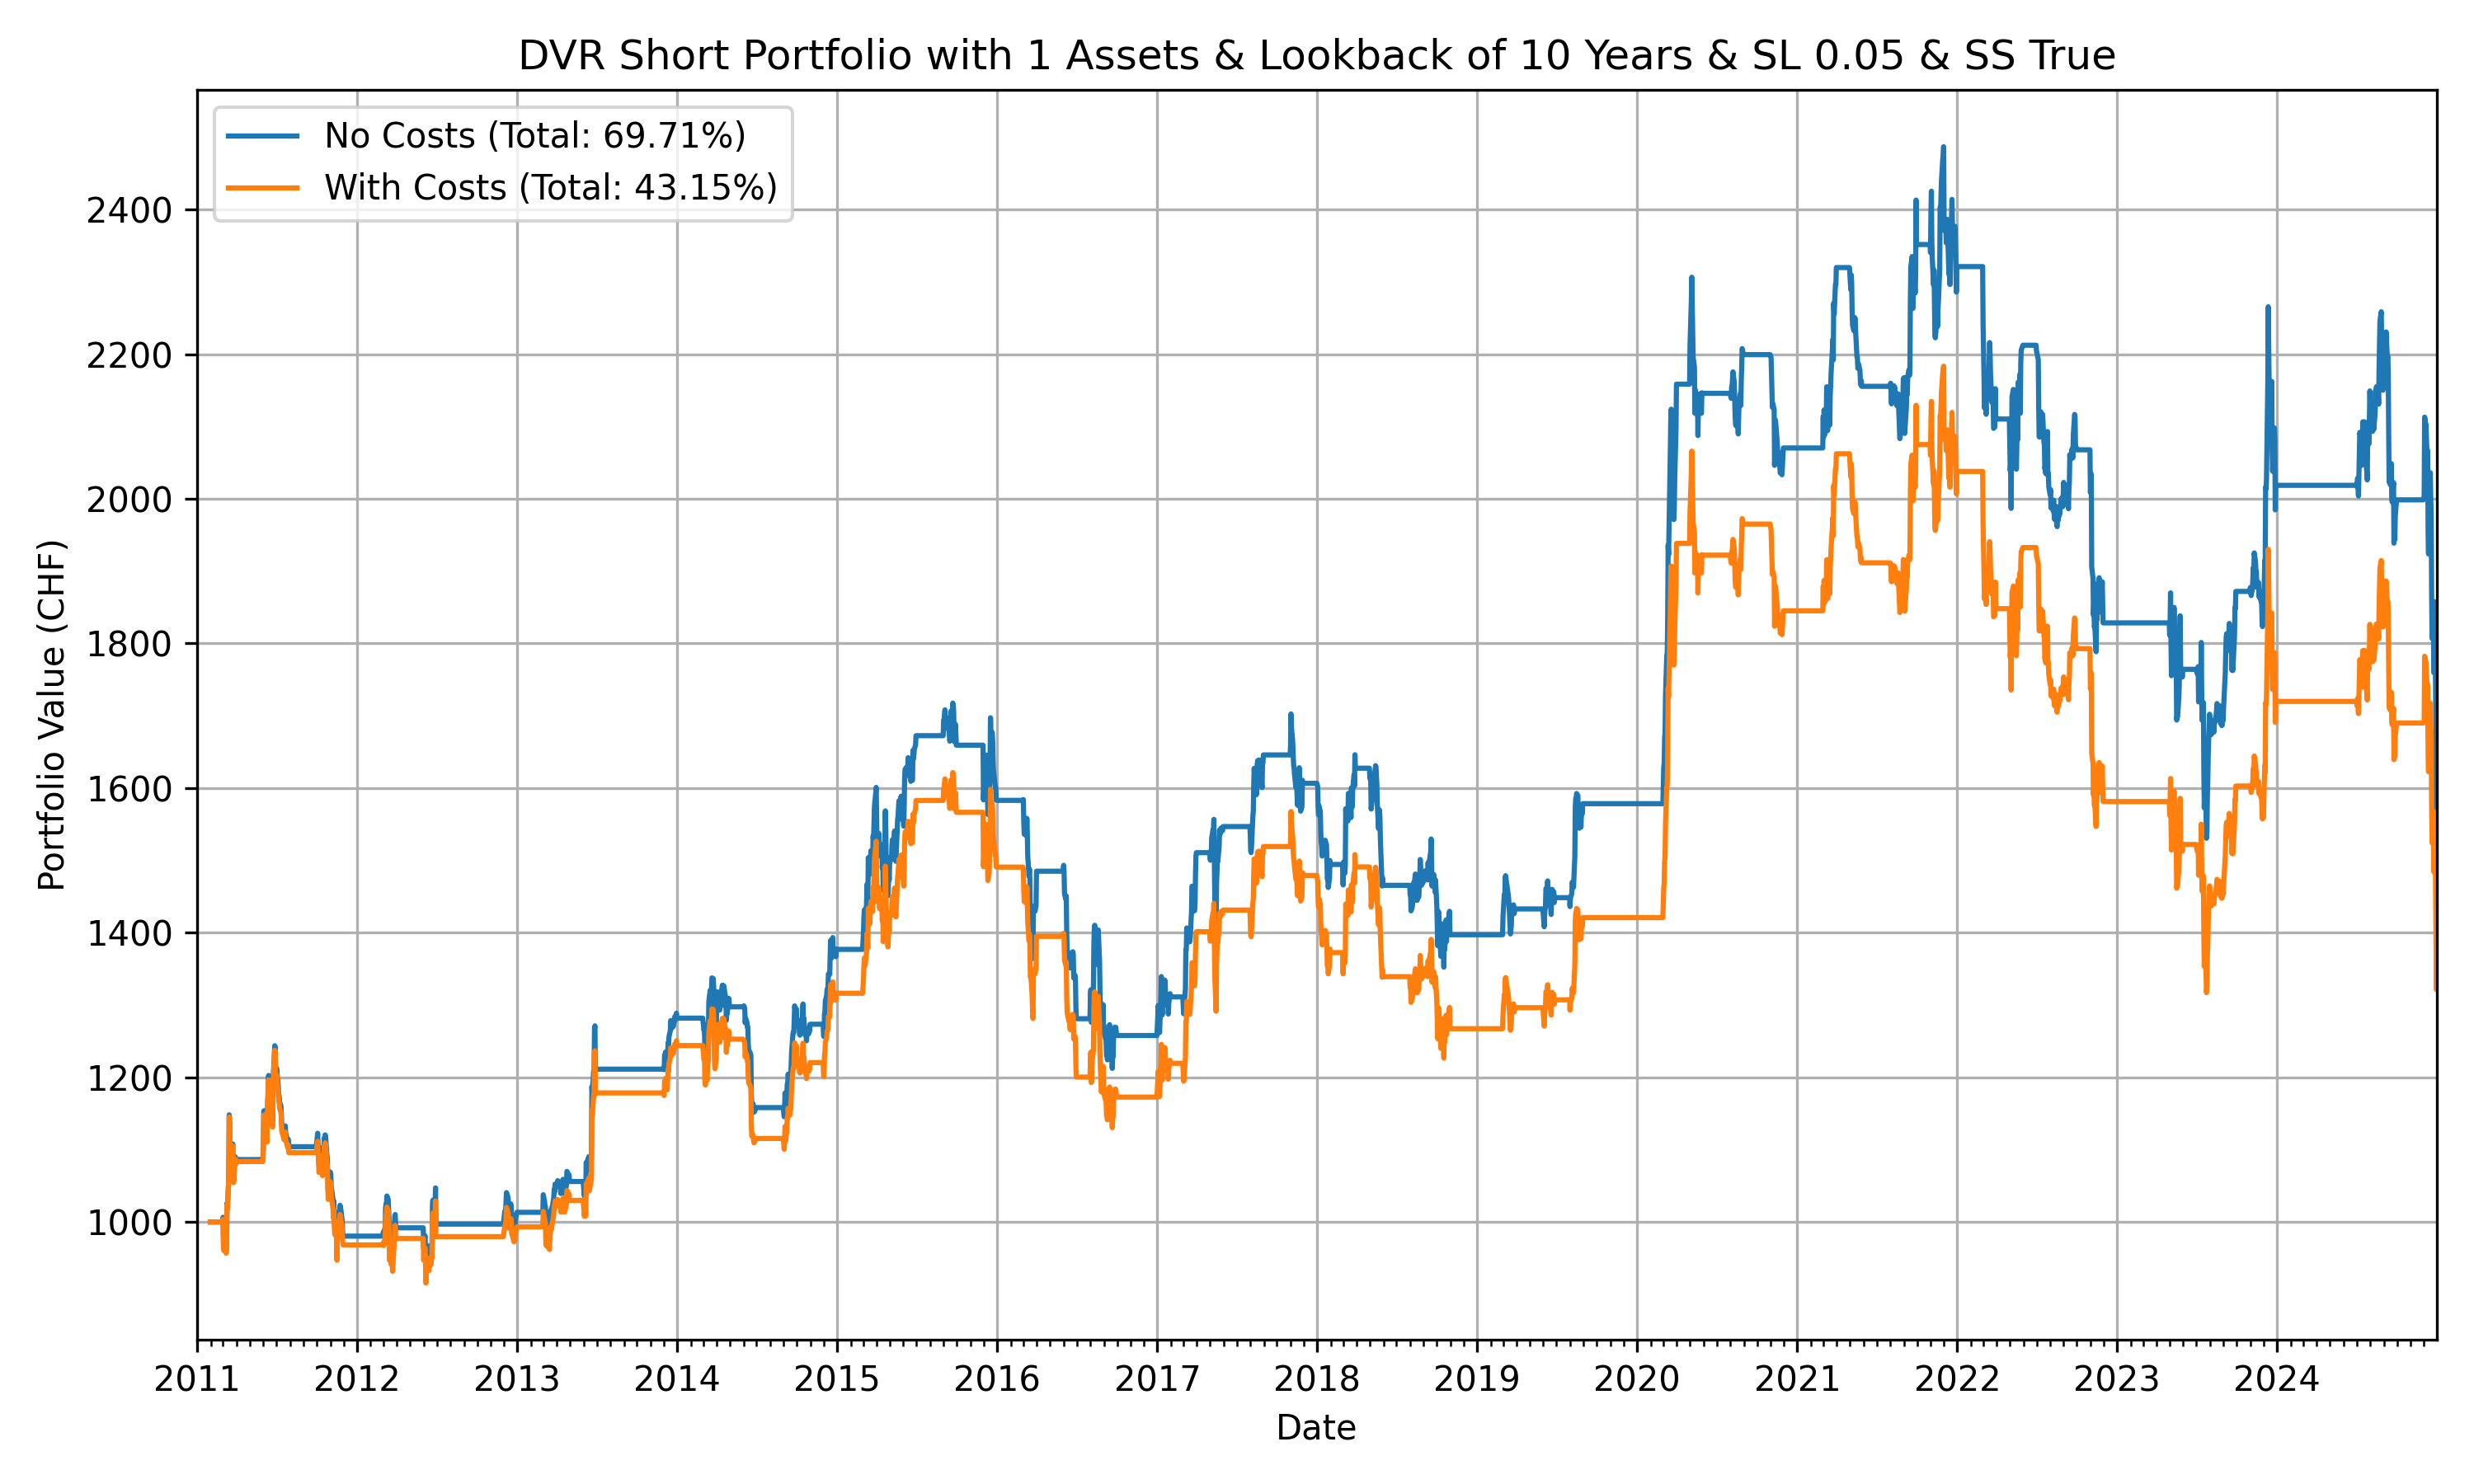 DVR Short Portfolio with 1 Assets & Lookback of 10 Years & SL 0.05 & SS True
No Costs (Total: 69.71%)
With Costs (Total: 43.15%)
2400
2200
2000
1800
1600
1400
1200
1000
Portfolio Value (CHF)
2011 2012 2013 2014 2015 2016 2017 2018 2019 2020 2021 2022 2023 2024
Date